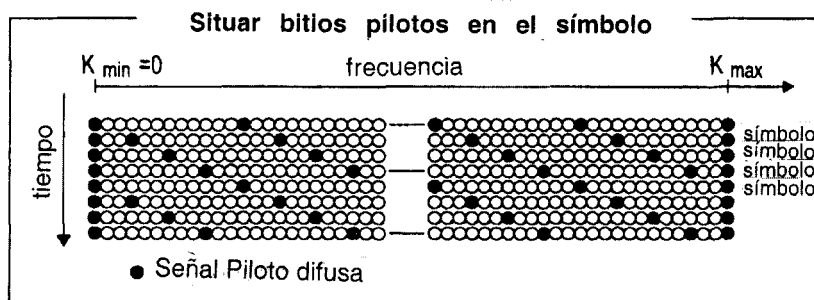 Situar bitios pilotos en el símbolo
K min =0 frecuencia K max
tiempo
símbolo
símbolo
símbolo
símbolo
Señal Piloto difusa